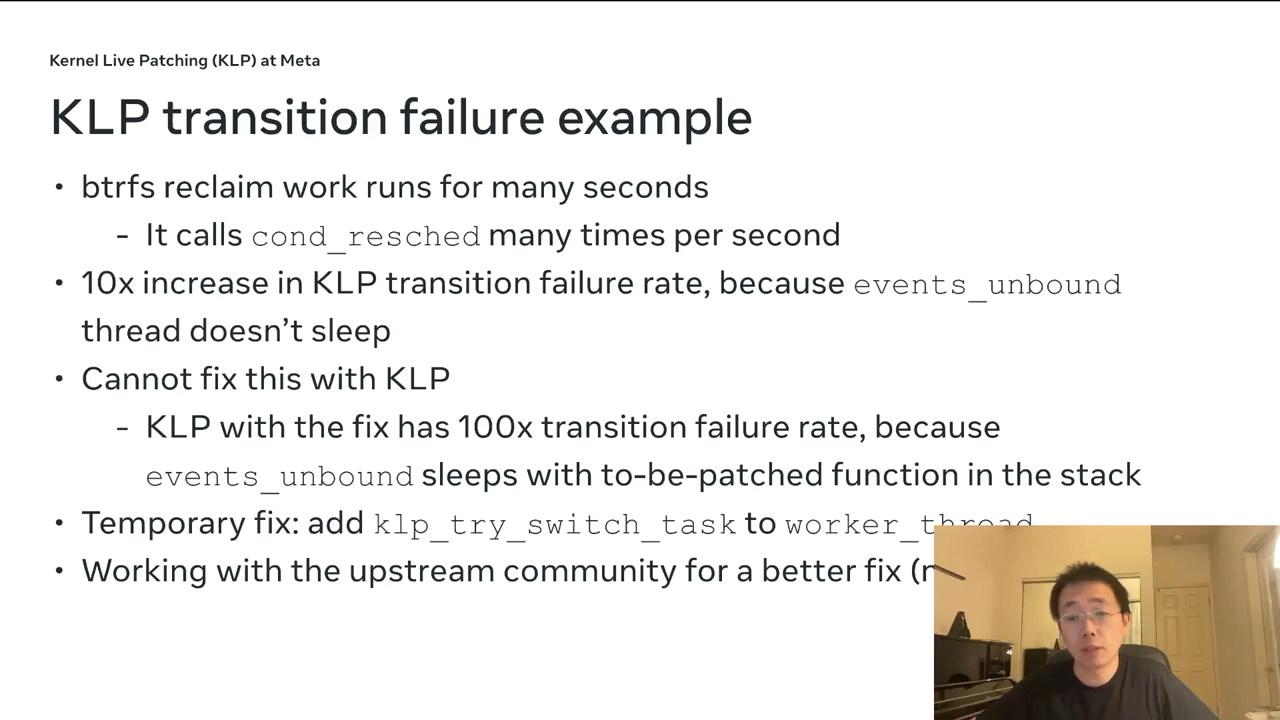 Kernel Live Patching (KLP) at Meta
KLP transition failure example
• btrfs reclaim work runs for many seconds
- It calls cond_resched many times per second
• 10x increase in KLP transition failure rate, because events_unbound
thread doesn’t sleep
• Cannot fix this with KLP
- KLP with the fix has 100x transition failure rate, because
events_unbound sleeps with to-be-patched function in the stack
• Temporary fix: add klp_try_switch_task to worker_thread
• Working with the upstream community for a better fix